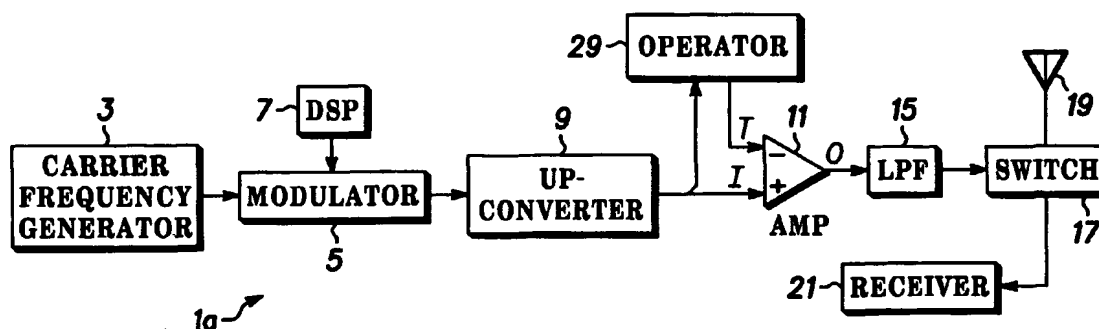 29
OPERATOR
19
3
7
DSP
9
T
11
15
CARRIER
FREQUENCY
GENERATOR
MODULATOR
UP-
CONVERTER
I
−
+
O
LPF
SWITCH
AMP
5
17
21
RECEIVER
1a